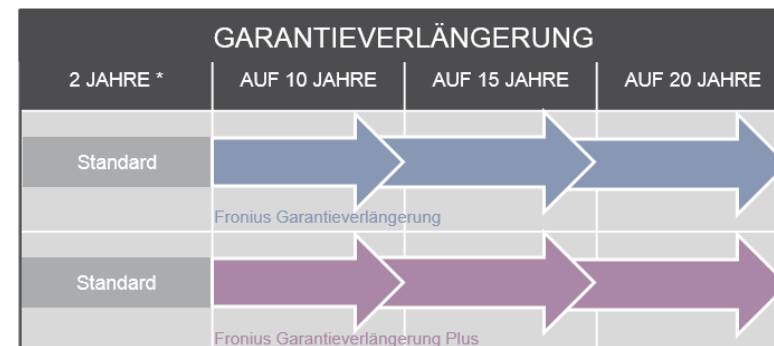 GARANTIEVERLÄNGERUNG
2 JAHRE * AUF 10 JAHRE AUF 15 JAHRE AUF 20 JAHRE
Standard
Fronius Garantieverlängerung
Standard
Fronius Garantieverlängerung Plus